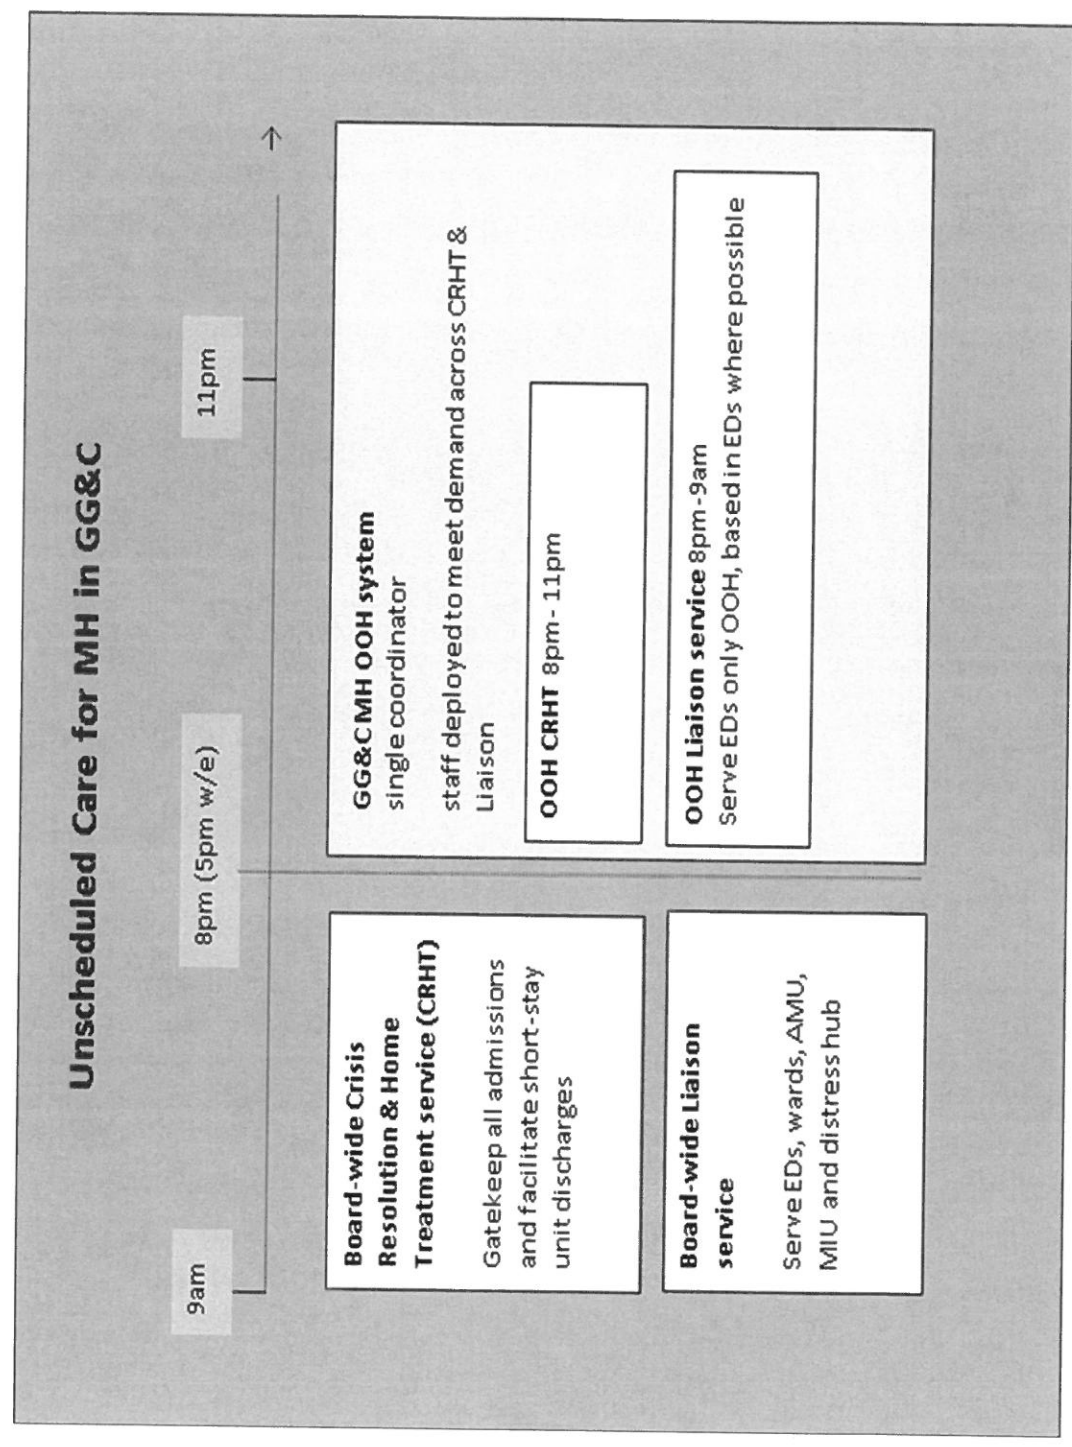 Unscheduled Care for MH in GG&C
9am
8pm (5pm w/e)
11pm
Board-wide Crisis
Resolution & Home
Treatment service (CRHT)
Gatekeep all admissions
and facilitate short-stay
unit discharges
Board-wide Liaison
service
Serve EDs, wards, AMU,
MIU and distress hub
GG&C MH OOH system
single coordinator
staff deployed to meet demand across CRHT &
Liaison
OOH CRHT 8pm - 11pm
OOH Liaison service 8pm -9am
Serve EDs only OOH, based in EDs where possible